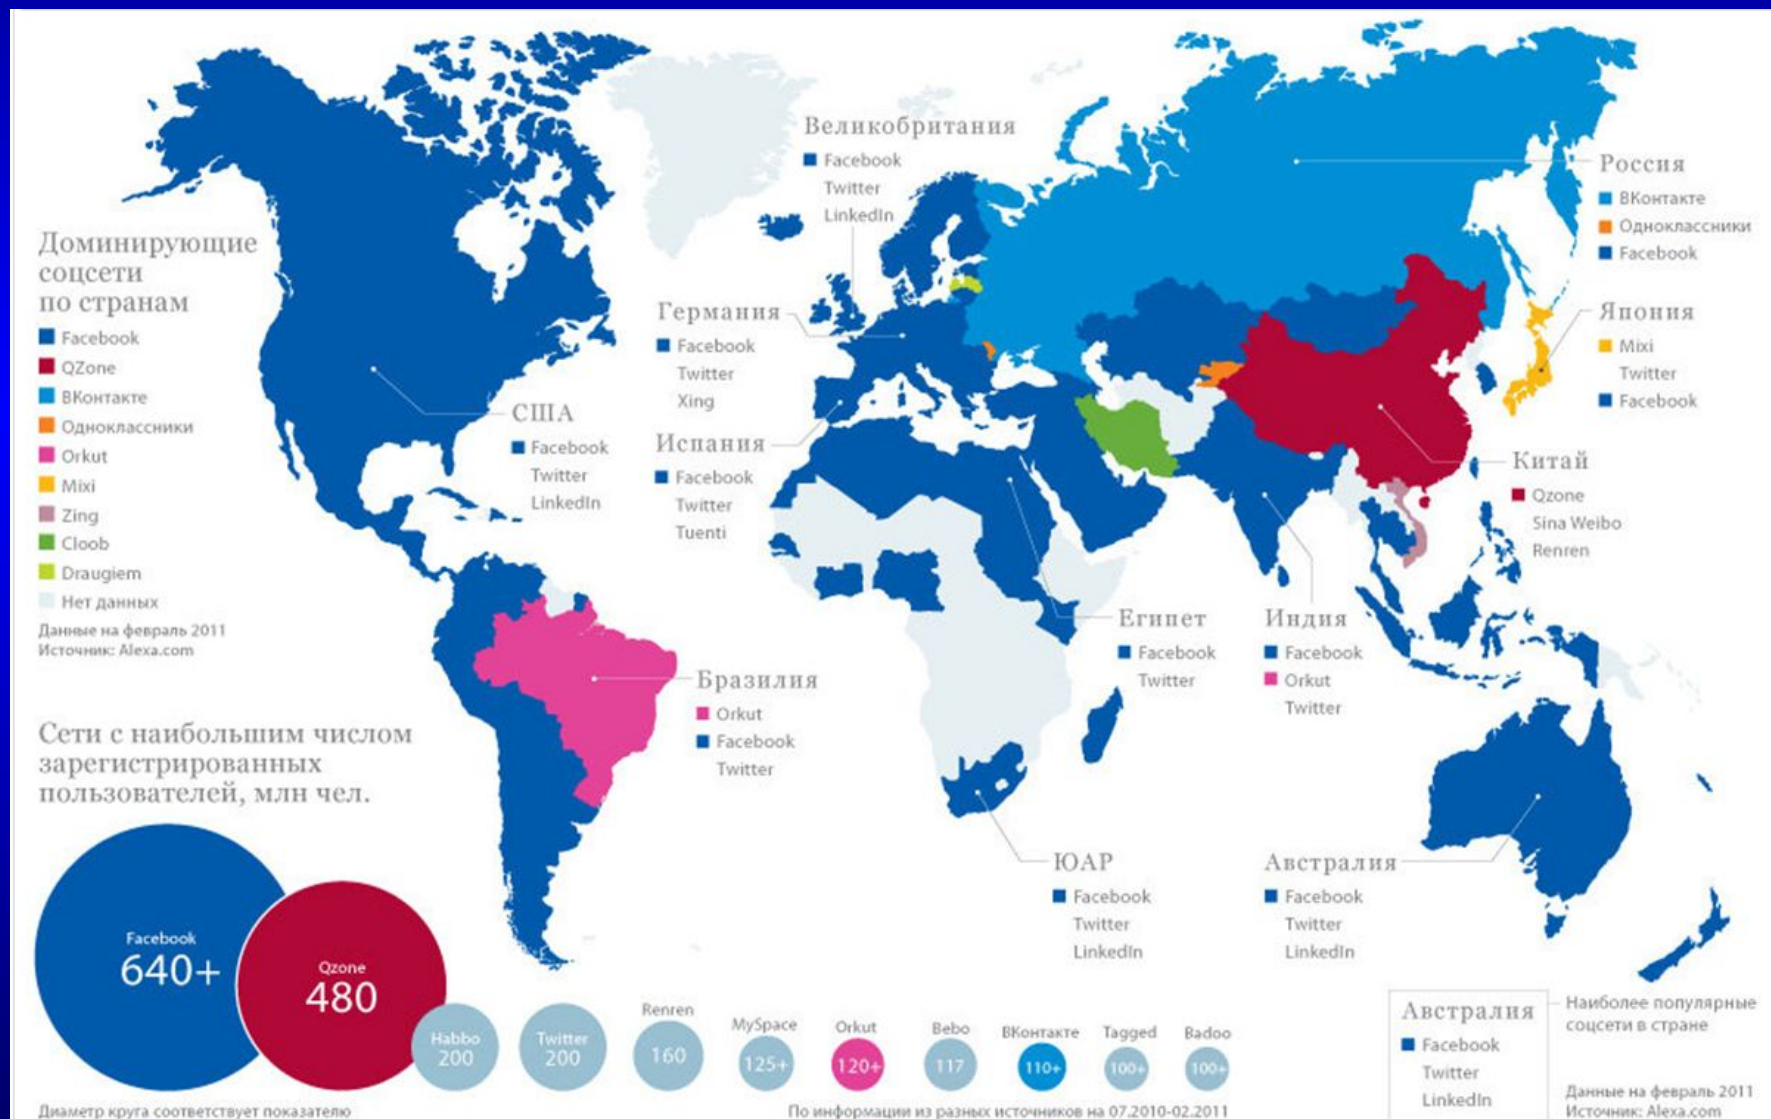 Великобритания
Facebook
Twitter
LinkedIn
Россия
ВКонтакте
Одноклассники
Facebook
Доминирующие
соцсети
по странам
Facebook
QZone
ВКонтакте
Одноклассники
Orkut
Mixi
Zing
Cloob
Draugiem
Нет данных
Данные на февраль 2011
Источник: Alexa.com
Германия
Facebook
Twitter
Xing
Япония
Mixi
Twitter
Facebook
США
Facebook
Twitter
LinkedIn
Испания
Facebook
Twitter
Tuenti
Китай
Qzone
Sina Weibo
Renren
Египет
Facebook
Twitter
Индия
Facebook
Orkut
Twitter
Бразилия
Orkut
Facebook
Twitter
ЮАР
Facebook
Twitter
LinkedIn
Австралия
Facebook
Twitter
LinkedIn
Сети с наибольшим числом
зарегистрированных
пользователей, млн чел.
Facebook
640+
Qzone
480
Habbo
200
Twitter
200
Renren
160
MySpace
125+
Orkut
120+
Bebo
117
ВКонтакте
110+
Tagged
100+
Badoo
100+
Австралия
Facebook
Twitter
LinkedIn
Наиболее популярные
соцсети в стране
Данные на февраль 2011
Источник: Alexa.com
Диаметр круга соответствует показателю
По информации из разных источников на 07.2010-02.2011